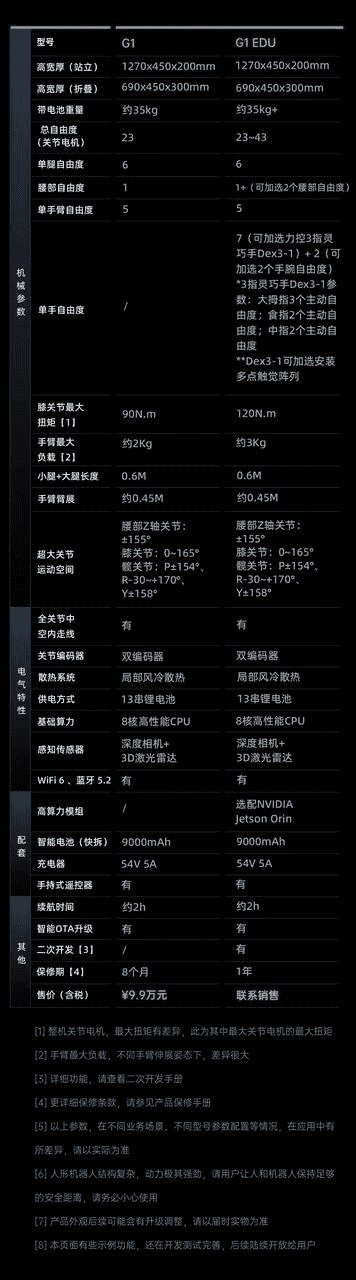 型号 G1 G1 EDU
高宽厚（站立） 1270x450x200mm 1270x450x200mm
高宽厚（折叠） 690x450x300mm 690x450x300mm
带电池重量 约35kg 约35kg+
总自由度
（关节电机） 23 23~43
单腿自由度 6 6
腰部自由度 1 1+（可加选2个腰部自由度）
单手臂自由度 5 5
机械参数
单手自由度 /
7（可加选力控3指灵
巧手Dex3-1）+ 2（可
加选2个手腕自由度）
*3指灵巧手Dex3-1参
数：大拇指3个主动自
由度；食指2个主动自
由度；中指2个主动自
由度
**Dex3-1可加选安装
多点触觉阵列
膝关节最大
扭矩【1】 90N.m 120N.m
手臂最大
负载【2】 约2Kg 约3Kg
小腿+大腿长度 0.6M 0.6M
手臂臂展 约0.45M 约0.45M
超大关节
运动空间
腰部Z轴关节：
±155°
膝关节：0~165°
髋关节：P±154°、
R-30~+170°、
Y±158°
腰部Z轴关节：
±155°
膝关节：0~165°
髋关节：P±154°、
R-30~+170°、
Y±158°
电气特性
全关节中
空内走线 有 有
关节编码器 双编码器 双编码器
散热系统 局部风冷散热 局部风冷散热
供电方式 13串锂电池 13串锂电池
基础算力 8核高性能CPU 8核高性能CPU
感知传感器
深度相机+
3D激光雷达
深度相机+
3D激光雷达
WiFi 6 、蓝牙 5.2 有 有
配套
高算力模组 /
选配NVIDIA
Jetson Orin
智能电池（快拆） 9000mAh 9000mAh
充电器 54V 5A 54V 5A
手持式遥控器 有 有
其他
续航时间 约2h 约2h
智能OTA升级 有 有
二次开发【3】 / 有
保修期【4】 8个月 1年
售价（含税） ¥9.9万元 联系销售
[1] 整机关节电机，最大扭矩有差异，此为其中最大关节电机的最大扭矩
[2] 手臂最大负载，不同手臂伸展姿态下，差异很大
[3] 详细功能，请查看二次开发手册
[4] 更详细保修条款，请参见产品保修手册
[5] 以上参数，在不同业务场景、不同型号参数配置等情况，在应用中有
所差异，请以实际为准
[6] 人形机器人结构复杂，动力极其强劲，请用户让人和机器人保持足够
的安全距离，请务必小心使用
[7] 产品外观后续可能会有升级调整，请以届时实物为准
[8] 本页面有些示例功能，还在开发测试完善，后续陆续开放给用户